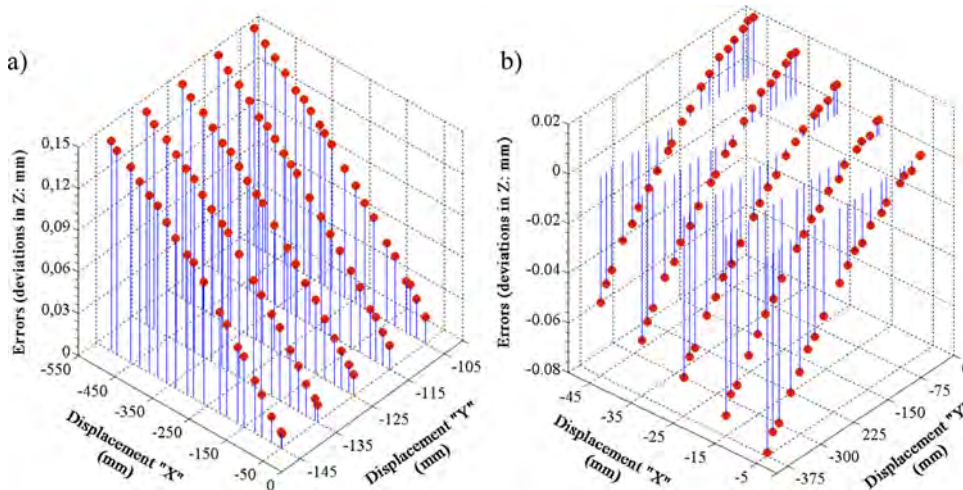 a)
Errors (deviations in Z: mm)
0.15
0.12
0.09
0.06
0.03
0
-550
-450
-350
-250
-150
-50
0
Displacement "X"
(mm)
-145
-135
-125
-115
-105
Displacement "Y"
(mm)
b)
Errors (deviations in Z: mm)
0.02
0
-0.02
-0.04
-0.06
-0.08
-45
-35
-25
-15
-5
Displacement "X"
(mm)
-375
-300
225
-150
-75
Displacement "Y"
(mm)